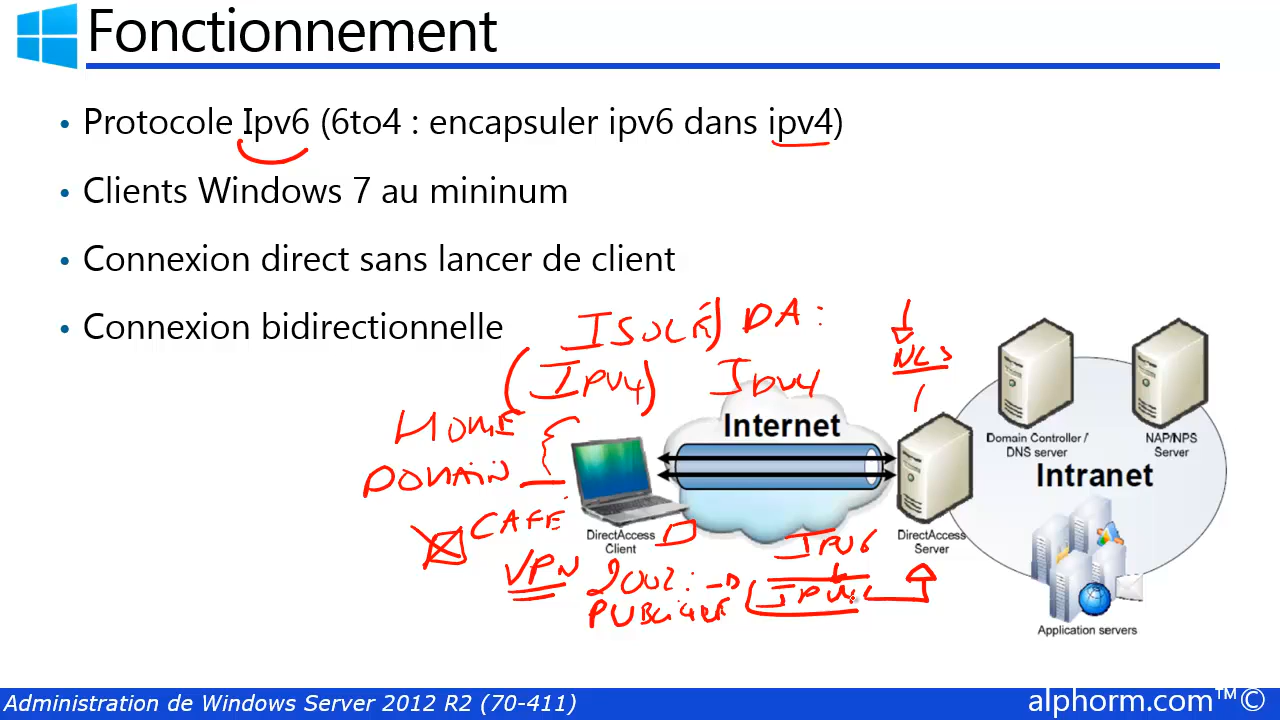 Fonctionnement
• Protocole Ipv6 (6to4 : encapsuler ipv6 dans ipv4)
• Clients Windows 7 au mininum
• Connexion direct sans lancer de client
• Connexion bidirectionnelle
ISOLÉ DA :
NLS
(IPV4) IPV4
HOME
DOMAIN
CAFÉ
VPN
2002:
PUBLIQUE
IPV6
IPV4
Internet
DirectAccess
Client
DirectAccess
Server
Domain Controller /
DNS server
NAP/NPS
Server
Intranet
Application servers
Administration de Windows Server 2012 R2 (70-411)
alphorm.com™©